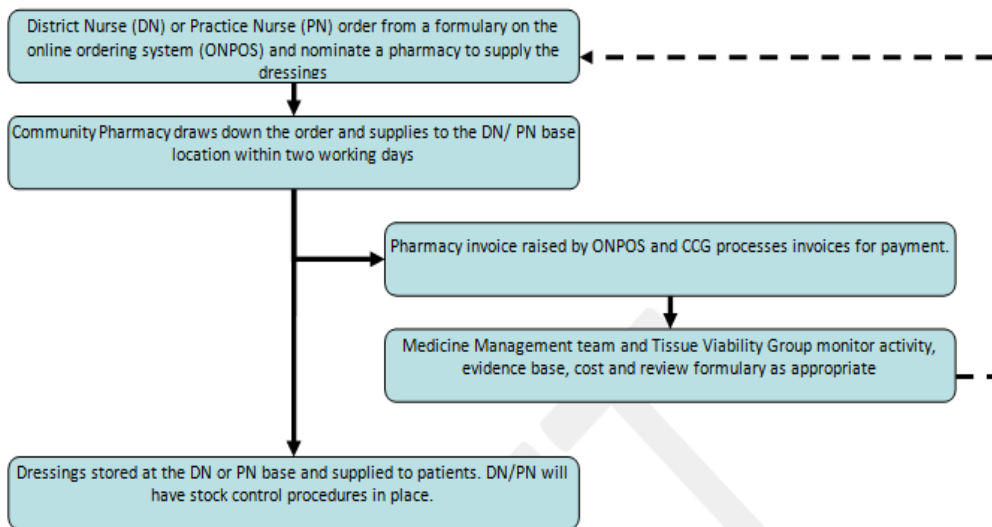 District Nurse (DN) or Practice Nurse (PN) order from a formulary on the
online ordering system (ONPOS) and nominate a pharmacy to supply the
dressings
Community Pharmacy draws down the order and supplies to the DN/ PN base
location within two working days
Pharmacy invoice raised by ONPOS and CCG processes invoices for payment.
Medicine Management team and Tissue Viability Group monitor activity,
evidence base, cost and review formulary as appropriate
Dressings stored at the DN or PN base and supplied to patients. DN/PN will
have stock control procedures in place.